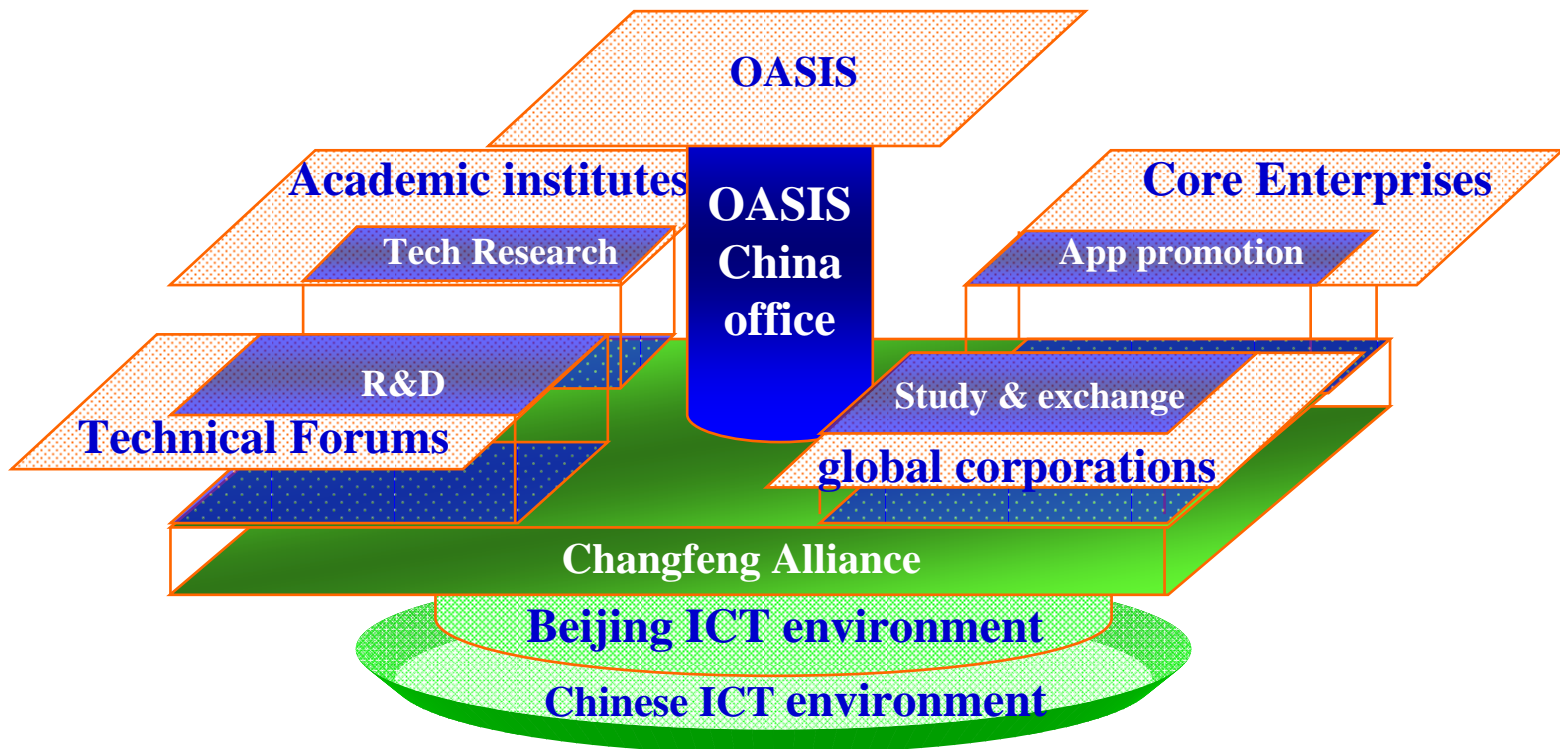 OASIS
Academic institutes
Core Enterprises
OASIS
China
office
Tech Research
App promotion
R&D
Study & exchange
Technical Forums
global corporations
Changfeng Alliance
Beijing ICT environment
Chinese ICT environment